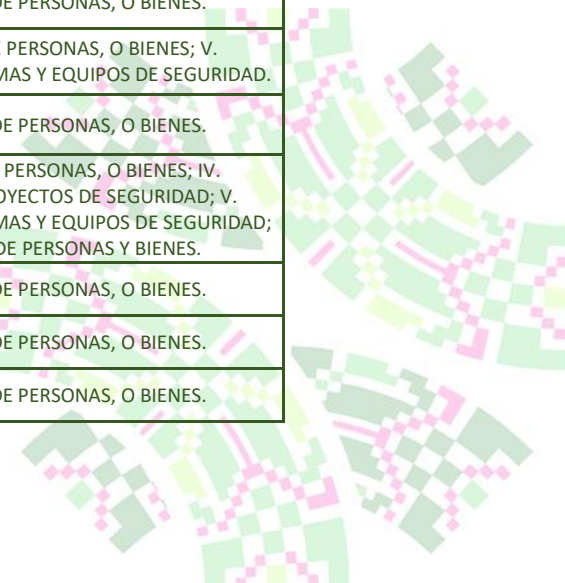 DE PERSONAS, O BIENES.
E PERSONAS, O BIENES; V.
MAS Y EQUIPOS DE SEGURIDAD.
DE PERSONAS, O BIENES.
PERSONAS, O BIENES; IV.
OYECTOS DE SEGURIDAD; V.
MAS Y EQUIPOS DE SEGURIDAD;
DE PERSONAS Y BIENES.
DE PERSONAS, O BIENES.
DE PERSONAS, O BIENES.
DE PERSONAS, O BIENES.